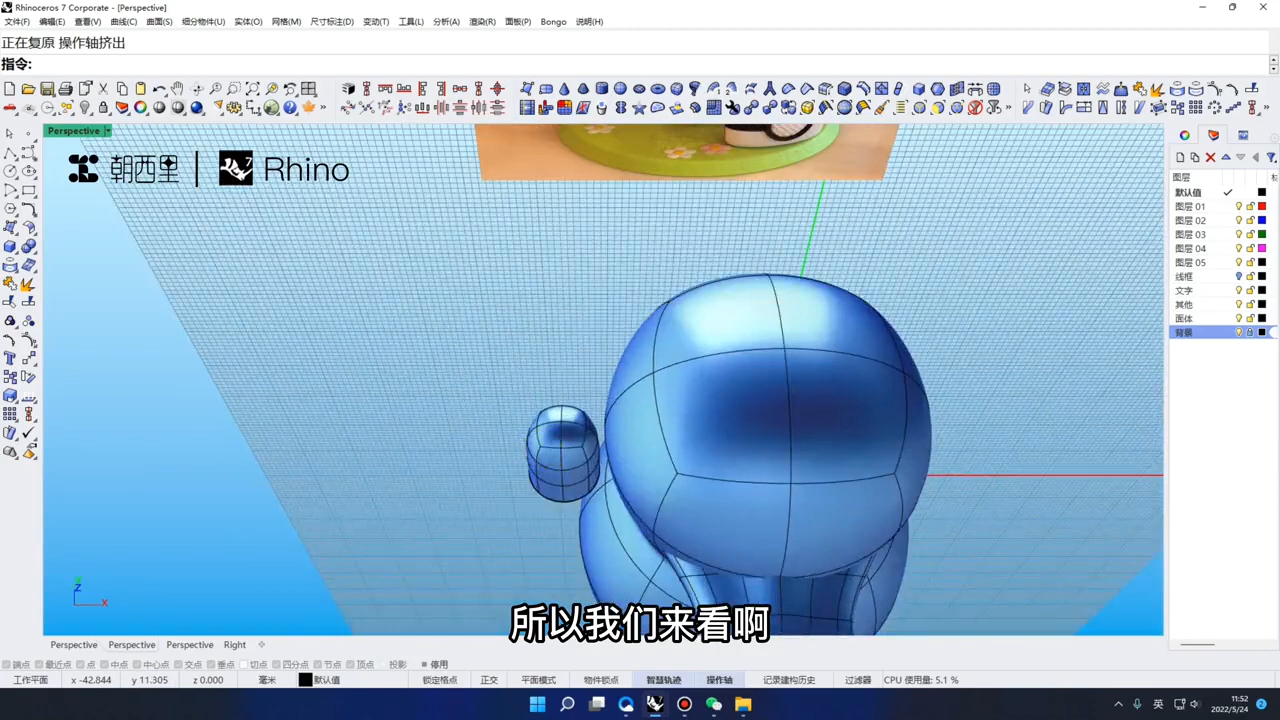 Rhinoceros 7 Corporate - [Perspective]
文件(F) 编辑(E) 查看(V) 曲线(C) 曲面(S) 细分物件(U) 实体(O) 网格(M) 尺寸标注(D) 变动(T) 工具(L) 分析(A) 渲染(R) 面板(P) Bongo 说明(H)
正在复原 操作轴挤出
指令:
Perspective
朝西里 | 7 Rhino
图层
默认值
图层 01
图层 02
图层 03
图层 04
图层 05
线框
文字
其他
面体
背景
Z
X
所以我们来看啊
Perspective Perspective Perspective Right
端点 最近点 点 中点 中心点 交点 垂点 切点 四分点 节点 顶点 投影 停用
工作平面 x -42.844 y 11.305 z 0.000 毫米 默认值 锁定格点 正交 平面模式 物件锁点 智慧轨迹 操作轴 记录建构历史 过滤器 CPU 使用量: 5.1 %
英
11:52
2022/5/24
2